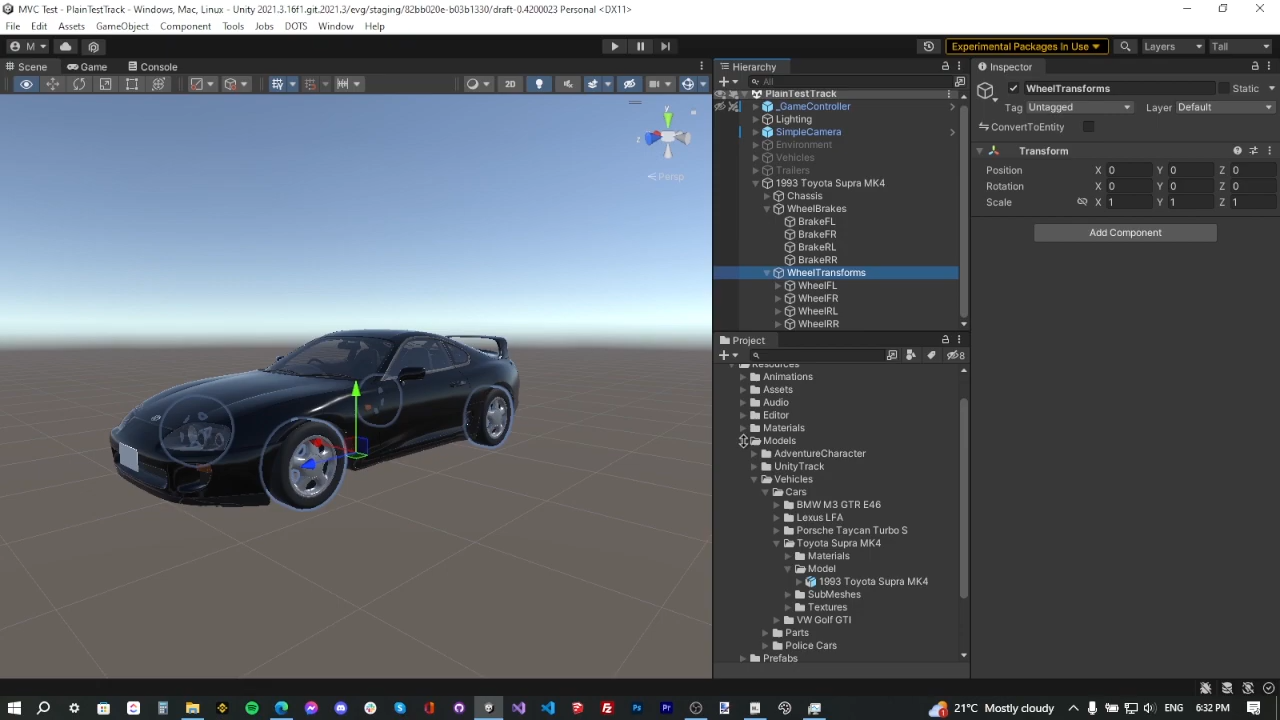 MVC Test - PlainTestTrack - Windows, Mac, Linux - Unity 2021.3.16f1.git.2021.3/evg/staging/82bb020e-b03b1330/draft-0.4200023 Personal <DX11>
File Edit Assets GameObject Component Tools Jobs DOTS Window Help
M Experimental Packages In Use Layers Tall
Scene Game Console
2D
y
z
Persp
Hierarchy
All
PlainTestTrack
_GameController
Lighting
SimpleCamera
Environment
Vehicles
Trailers
1993 Toyota Supra MK4
Chassis
WheelBrakes
BrakeFL
BrakeFR
BrakeRL
BrakeRR
WheelTransforms
WheelFL
WheelFR
WheelRL
WheelRR
Project
8
Resources
Animations
Assets
Audio
Editor
Materials
Models
AdventureCharacter
UnityTrack
Vehicles
Cars
BMW M3 GTR E46
Lexus LFA
Porsche Taycan Turbo S
Toyota Supra MK4
Materials
Model
1993 Toyota Supra MK4
SubMeshes
Textures
VW Golf GTI
Parts
Police Cars
Prefabs
Inspector
WheelTransforms Static
Tag Untagged Layer Default
ConvertToEntity
Transform
Position X 0 Y 0 Z 0
Rotation X 0 Y 0 Z 0
Scale X 1 Y 1 Z 1
Add Component
21°C Mostly cloudy 6:32 PM